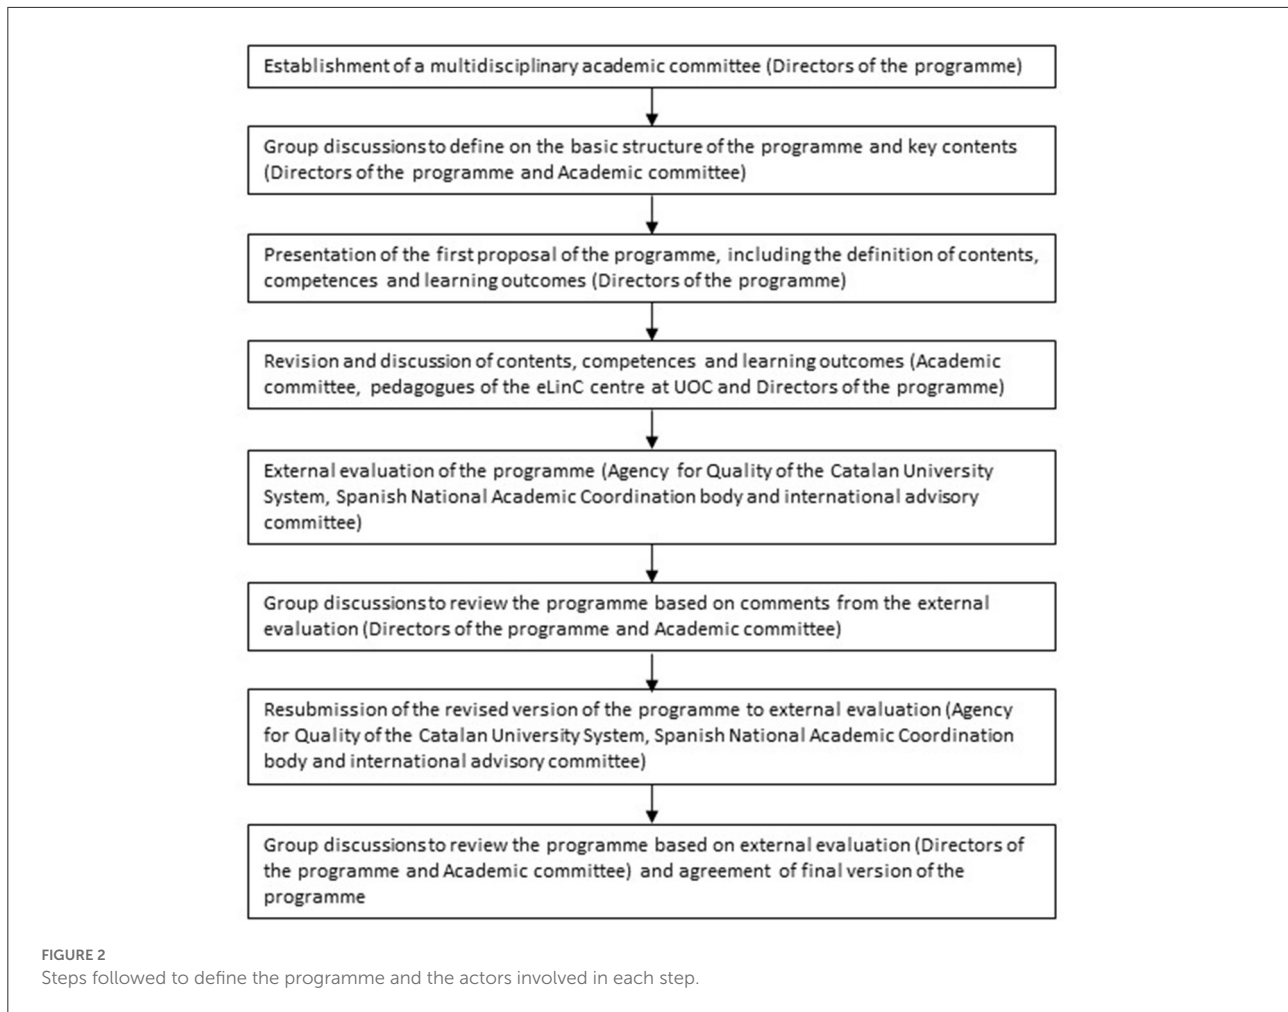 Establishment of a multidisciplinary academic committee (Directors of the programme)
Group discussions to define on the basic structure of the programme and key contents
(Directors of the programme and Academic committee)
Presentation of the first proposal of the programme, including the definition of contents,
competences and learning outcomes (Directors of the programme)
Revision and discussion of contents, competences and learning outcomes (Academic
committee, pedagogues of the eLinC centre at UOC and Directors of the programme)
External evaluation of the programme (Agency for Quality of the Catalan University
System, Spanish National Academic Coordination body and international advisory
committee)
Group discussions to review the programme based on comments from the external
evaluation (Directors of the programme and Academic committee)
Resubmission of the revised version of the programme to external evaluation (Agency
for Quality of the Catalan University System, Spanish National Academic Coordination
body and international advisory committee)
Group discussions to review the programme based on external evaluation (Directors of
the programme and Academic committee) and agreement of final version of the
programme
FIGURE 2
Steps followed to define the programme and the actors involved in each step.